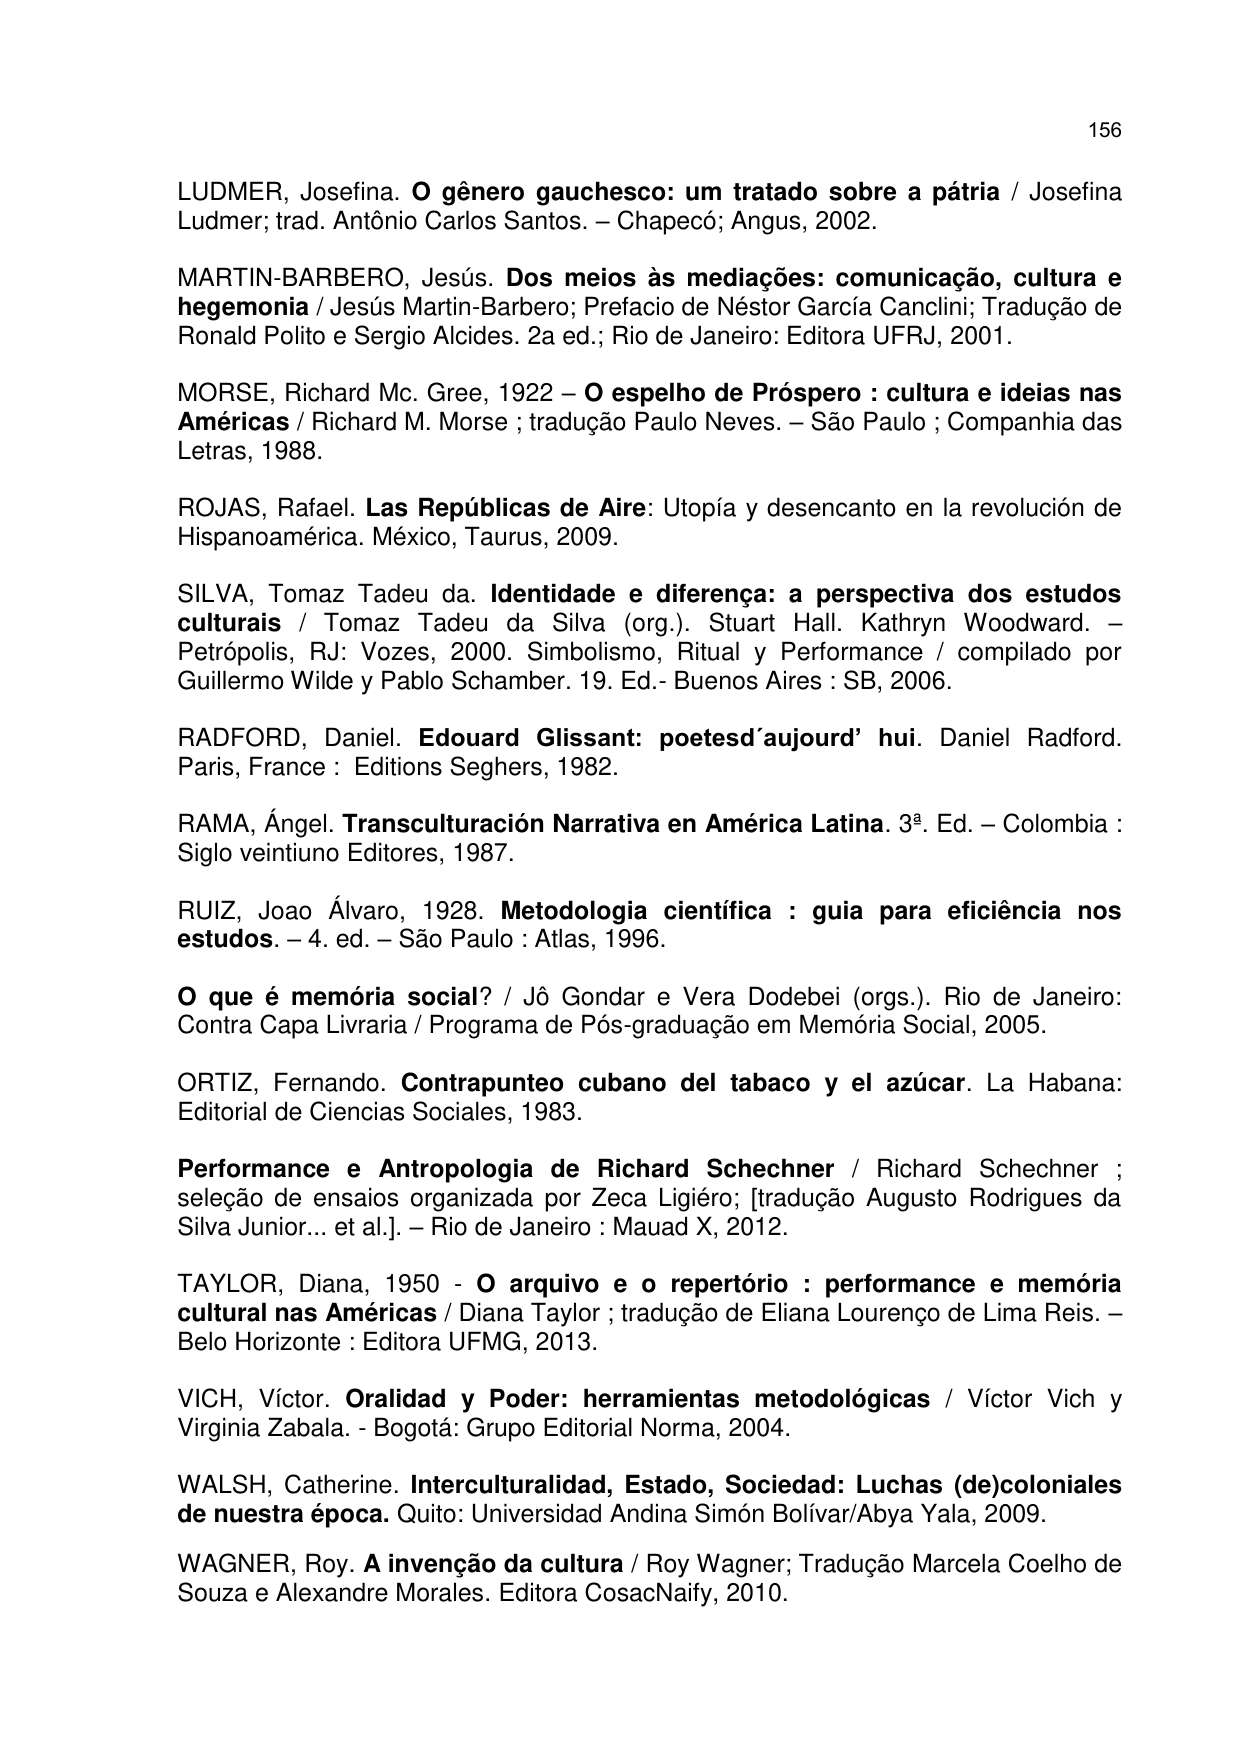 156
LUDMER, Josefina. O gênero gauchesco: um tratado sobre a pátria / Josefina
Ludmer; trad. Antônio Carlos Santos. – Chapecó; Angus, 2002.
MARTIN-BARBERO, Jesús. Dos meios às mediações: comunicação, cultura e
hegemonia / Jesús Martin-Barbero; Prefacio de Néstor García Canclini; Tradução de
Ronald Polito e Sergio Alcides. 2a ed.; Rio de Janeiro: Editora UFRJ, 2001.
MORSE, Richard Mc. Gree, 1922 – O espelho de Próspero : cultura e ideias nas
Américas / Richard M. Morse ; tradução Paulo Neves. – São Paulo ; Companhia das
Letras, 1988.
ROJAS, Rafael. Las Repúblicas de Aire: Utopía y desencanto en la revolución de
Hispanoamérica. México, Taurus, 2009.
SILVA, Tomaz Tadeu da. Identidade e diferença: a perspectiva dos estudos
culturais / Tomaz Tadeu da Silva (org.). Stuart Hall. Kathryn Woodward. –
Petrópolis, RJ: Vozes, 2000. Simbolismo, Ritual y Performance / compilado por
Guillermo Wilde y Pablo Schamber. 19. Ed.- Buenos Aires : SB, 2006.
RADFORD, Daniel. Edouard Glissant: poetesd´aujourd’ hui. Daniel Radford.
Paris, France :  Editions Seghers, 1982.
RAMA, Ángel. Transculturación Narrativa en América Latina. 3ª. Ed. – Colombia :
Siglo veintiuno Editores, 1987.
RUIZ, Joao Álvaro, 1928. Metodologia científica : guia para eficiência nos
estudos. – 4. ed. – São Paulo : Atlas, 1996.
O que é memória social? / Jô Gondar e Vera Dodebei (orgs.). Rio de Janeiro:
Contra Capa Livraria / Programa de Pós-graduação em Memória Social, 2005.
ORTIZ, Fernando. Contrapunteo cubano del tabaco y el azúcar. La Habana:
Editorial de Ciencias Sociales, 1983.
Performance e Antropologia de Richard Schechner / Richard Schechner ;
seleção de ensaios organizada por Zeca Ligiéro; [tradução Augusto Rodrigues da
Silva Junior... et al.]. – Rio de Janeiro : Mauad X, 2012.
TAYLOR, Diana, 1950 - O arquivo e o repertório : performance e memória
cultural nas Américas / Diana Taylor ; tradução de Eliana Lourenço de Lima Reis. –
Belo Horizonte : Editora UFMG, 2013.
VICH, Víctor. Oralidad y Poder: herramientas metodológicas / Víctor Vich y
Virginia Zabala. - Bogotá: Grupo Editorial Norma, 2004.
WALSH, Catherine. Interculturalidad, Estado, Sociedad: Luchas (de)coloniales
de nuestra época. Quito: Universidad Andina Simón Bolívar/Abya Yala, 2009.
WAGNER, Roy. A invenção da cultura / Roy Wagner; Tradução Marcela Coelho de
Souza e Alexandre Morales. Editora CosacNaify, 2010.